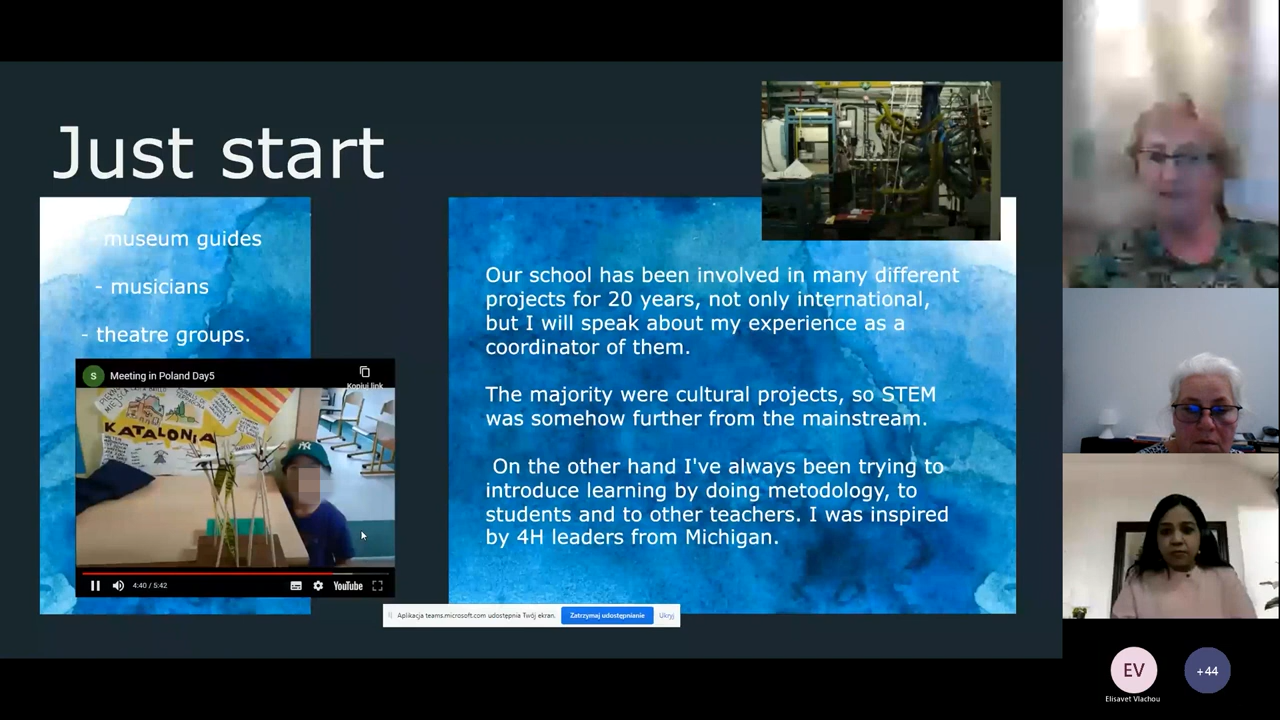 Just start
- museum guides
- musicians
- theatre groups.
S
Meeting in Poland Day5
Kopiuj link
KATALONIA
4:40 / 5:42
YouTube
Our school has been involved in many different
projects for 20 years, not only international,
but I will speak about my experience as a
coordinator of them.
The majority were cultural projects, so STEM
was somehow further from the mainstream.
On the other hand I've always been trying to
introduce learning by doing metodology, to
students and to other teachers. I was inspired
by 4H leaders from Michigan.
Aplikacja teams.microsoft.com udostępnia Twój ekran.
Zatrzymaj udostępnianie
Ukryj
EV
+44
Elisavet Vlachou